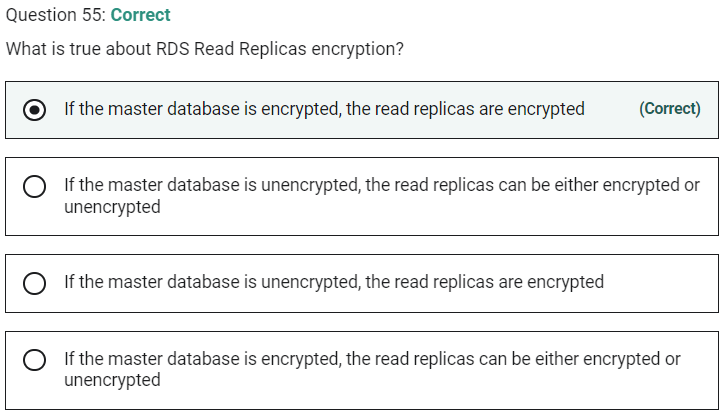 Question 55: Correct
What is true about RDS Read Replicas encryption?
If the master database is encrypted, the read replicas are encrypted (Correct)
If the master database is unencrypted, the read replicas can be either encrypted or
unencrypted
If the master database is unencrypted, the read replicas are encrypted
If the master database is encrypted, the read replicas can be either encrypted or
unencrypted